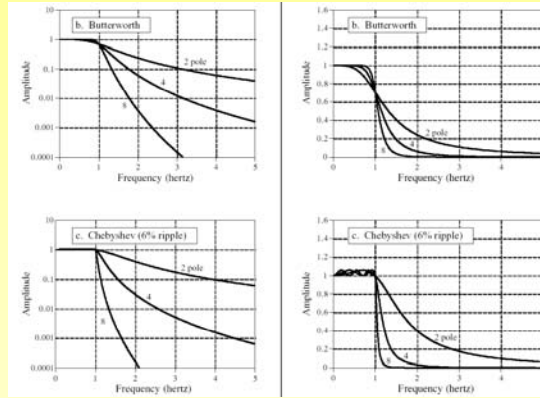 b. Butterworth
10
1
0.1
0.01
0.001
0.0001
Amplitude
2 pole
4
8
0 1 2 3 4 5
Frequency (hertz)
b. Butterworth
1.6
1.4
1.2
1
0.8
0.6
0.4
0.2
0
Amplitude
2 pole
4
8
0 1 2 3 4
Frequency (hertz)
c. Chebyshev (6% ripple)
10
1
0.1
0.01
0.001
0.0001
Amplitude
2 pole
4
8
0 1 2 3 4 5
Frequency (hertz)
c. Chebyshev (6% ripple)
1.6
1.4
1.2
1
0.8
0.6
0.4
0.2
0
Amplitude
2 pole
4
8
0 1 2 3 4
Frequency (hertz)